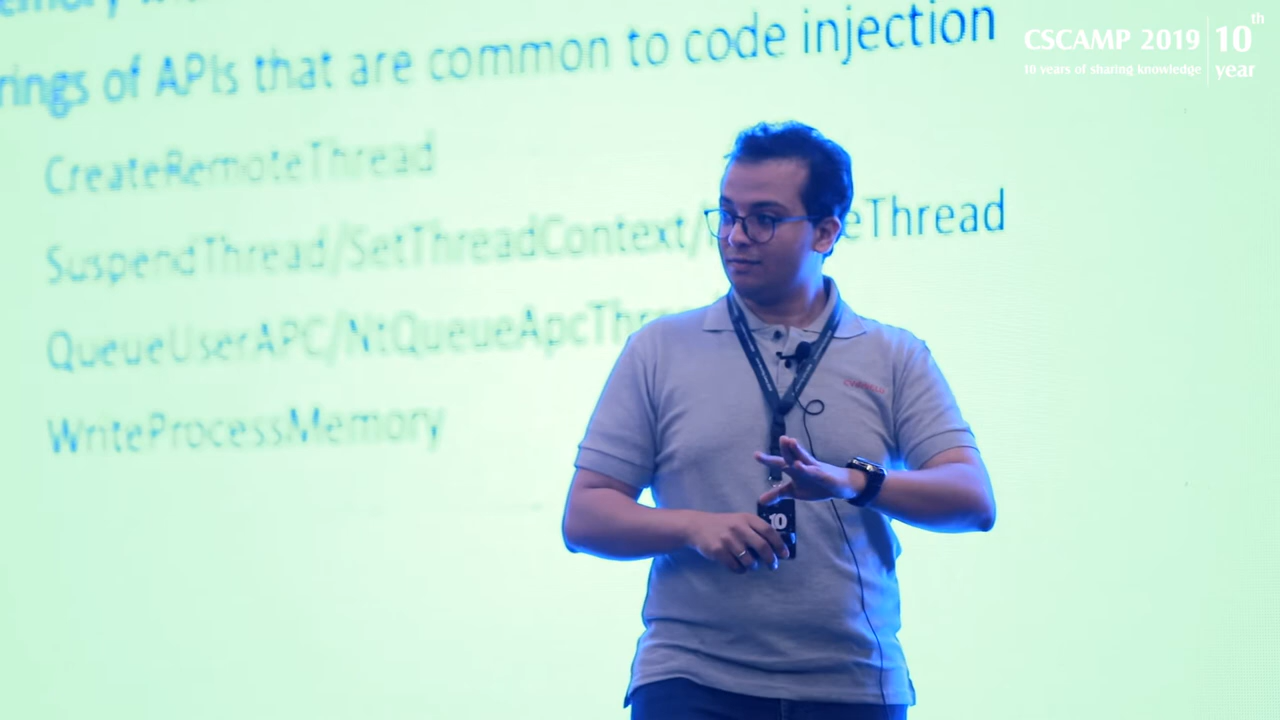 CSCAMP 2019 10th
10 years of sharing knowledge year
rings of APIs that are common to code injection
CreateRemoteThread
SuspendThread/SetThreadContext/ eThread
QueueUserAPC/NtQueueApcThre
WriteProcessMemory
10